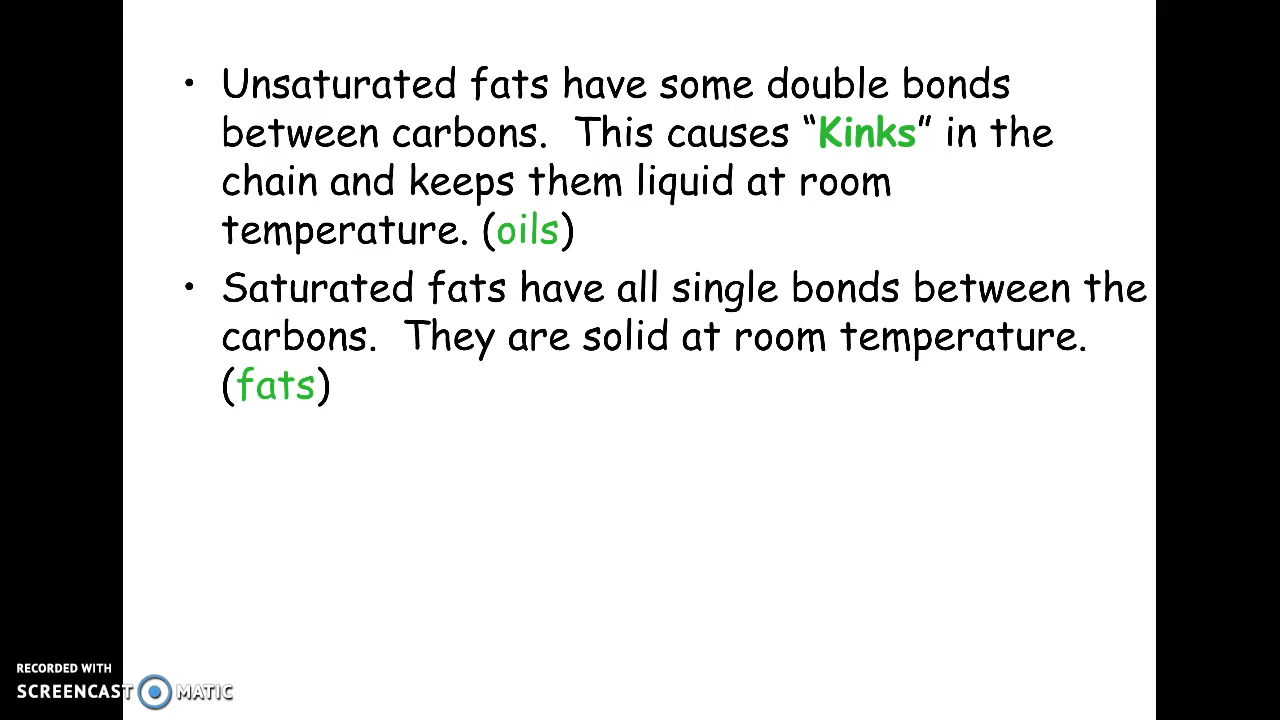 • Unsaturated fats have some double bonds
between carbons.  This causes “Kinks” in the
chain and keeps them liquid at room
temperature. (oils)
• Saturated fats have all single bonds between the
carbons.  They are solid at room temperature.
(fats)
RECORDED WITH
SCREENCAST MATIC